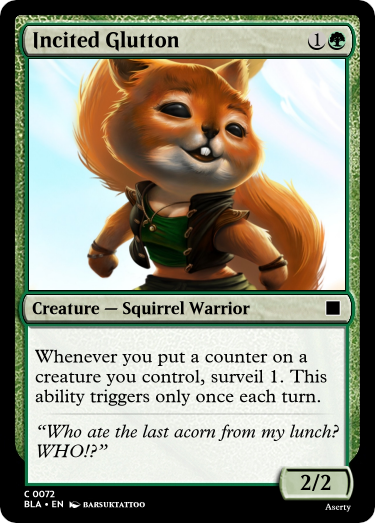 Incited Glutton
1
Creature — Squirrel Warrior
Whenever you put a counter on a
creature you control, surveil 1. This
ability triggers only once each turn.
“Who ate the last acorn from my lunch?
WHO!?”
2/2
C 0072
BLA • EN BARSUKTATTOO
Aserty